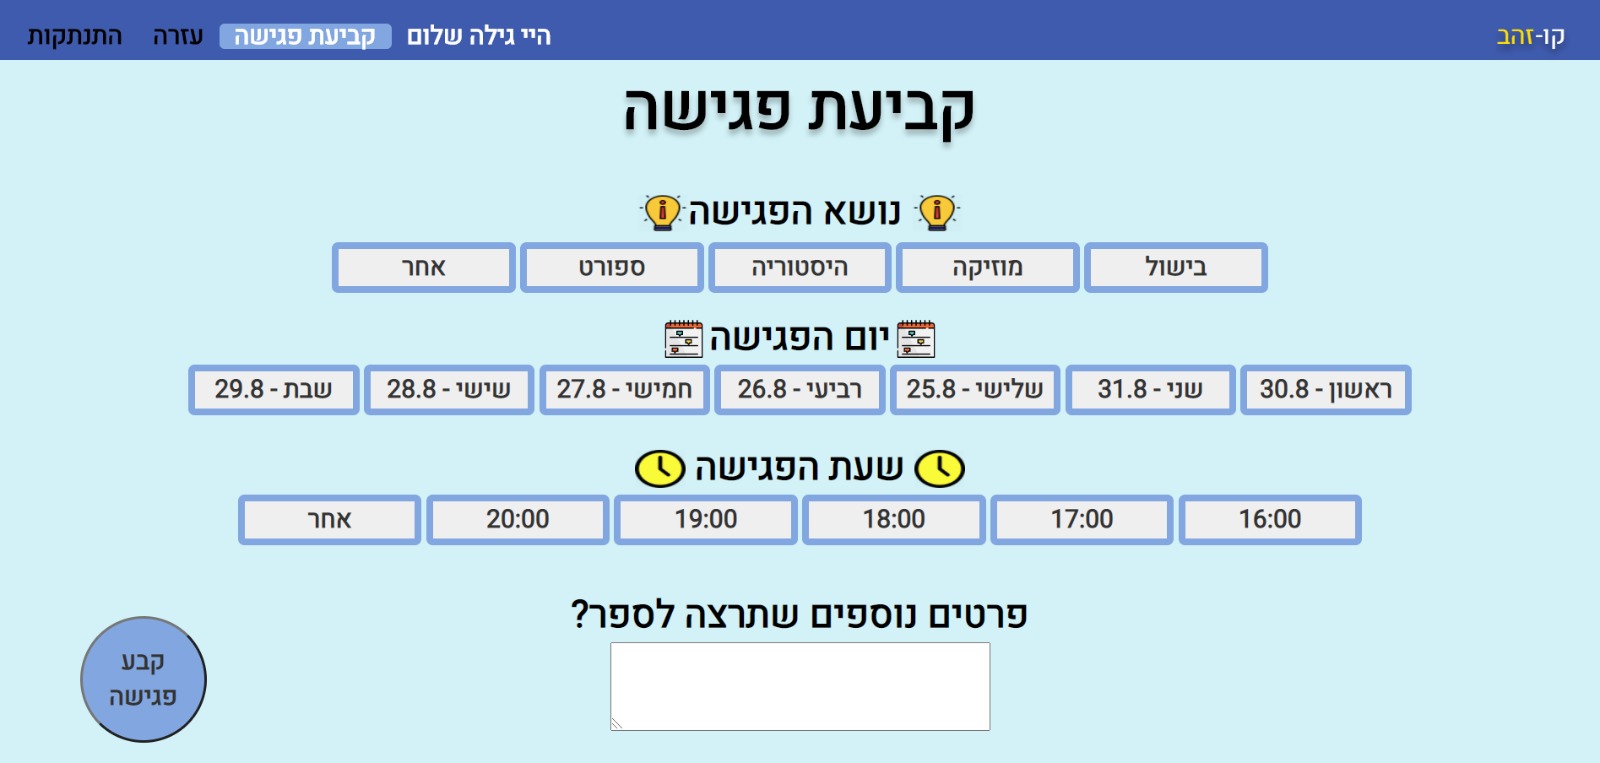 קו-זהב
היי גילה שלום קביעת פגישה עזרה התנתקות
קביעת פגישה
נושא הפגישה
בישול מוזיקה היסטוריה ספורט אחר
יום הפגישה
ראשון - 30.8 שני - 31.8 שלישי - 25.8 רביעי - 26.8 חמישי - 27.8 שישי - 28.8 שבת - 29.8
שעת הפגישה
16:00 17:00 18:00 19:00 20:00 אחר
פרטים נוספים שתרצה לספר?
קבע
פגישה